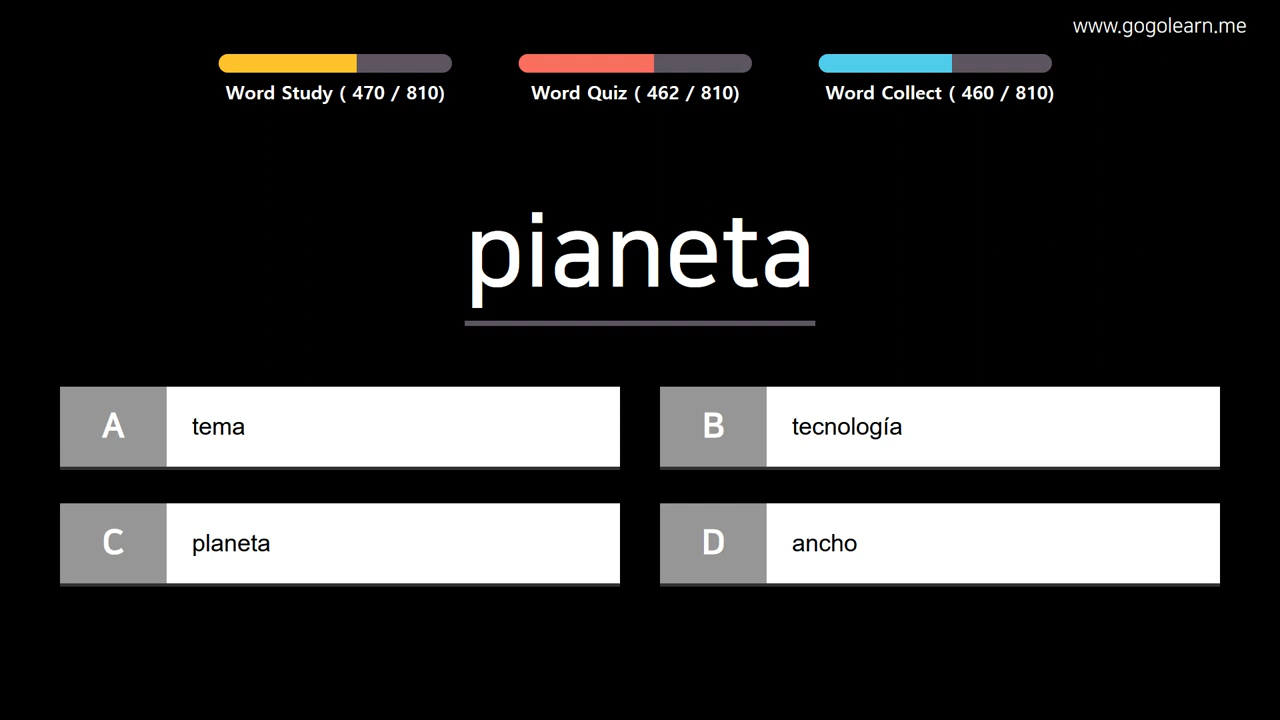 www.gogolearn.me
Word Study ( 470 / 810)
Word Quiz ( 462 / 810)
Word Collect ( 460 / 810)
pianeta
A tema
B tecnología
C planeta
D ancho